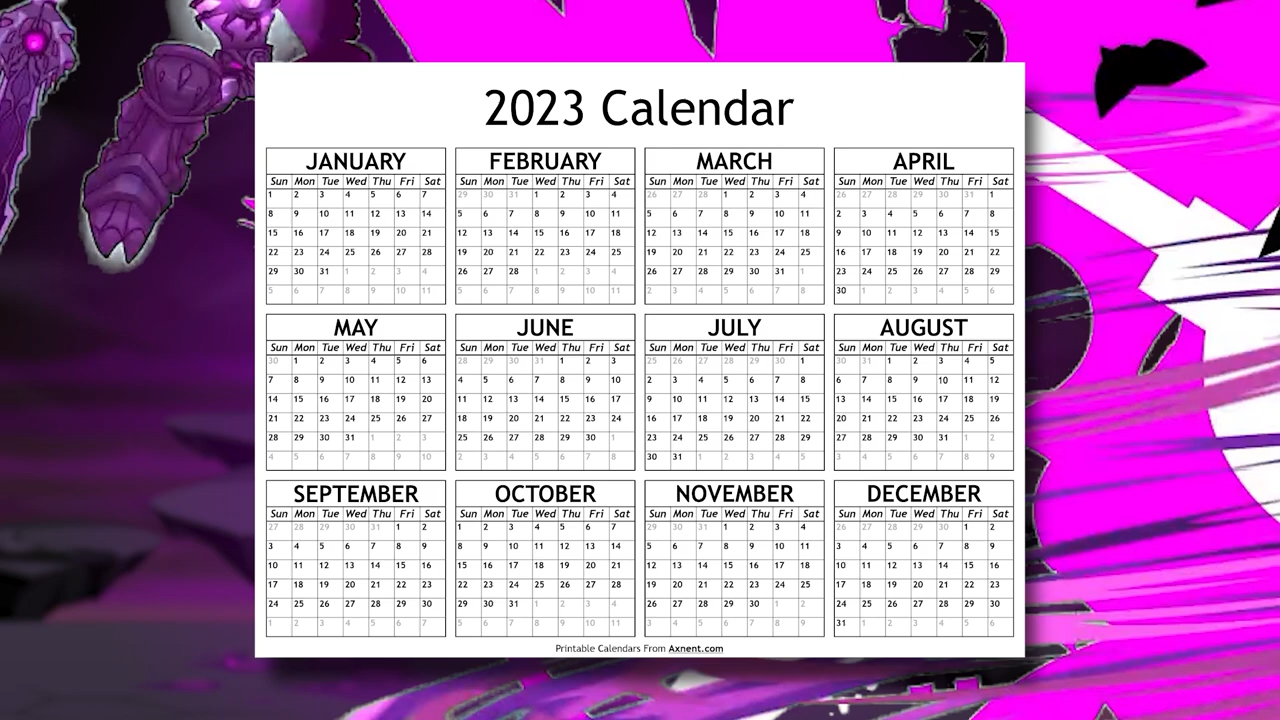 2023 Calendar
JANUARY
Sun Mon Tue Wed Thu Fri Sat
1 2 3 4 5 6 7
8 9 10 11 12 13 14
15 16 17 18 19 20 21
22 23 24 25 26 27 28
29 30 31 1 2 3 4
5 6 7 8 9 10 11
FEBRUARY
Sun Mon Tue Wed Thu Fri Sat
29 30 31 1 2 3 4
5 6 7 8 9 10 11
12 13 14 15 16 17 18
19 20 21 22 23 24 25
26 27 28 1 2 3 4
5 6 7 8 9 10 11
MARCH
Sun Mon Tue Wed Thu Fri Sat
26 27 28 1 2 3 4
5 6 7 8 9 10 11
12 13 14 15 16 17 18
19 20 21 22 23 24 25
26 27 28 29 30 31 1
2 3 4 5 6 7 8
APRIL
Sun Mon Tue Wed Thu Fri Sat
26 27 28 29 30 31 1
2 3 4 5 6 7 8
9 10 11 12 13 14 15
16 17 18 19 20 21 22
23 24 25 26 27 28 29
30 1 2 3 4 5 6
MAY
Sun Mon Tue Wed Thu Fri Sat
30 1 2 3 4 5 6
7 8 9 10 11 12 13
14 15 16 17 18 19 20
21 22 23 24 25 26 27
28 29 30 31 1 2 3
4 5 6 7 8 9 10
JUNE
Sun Mon Tue Wed Thu Fri Sat
28 29 30 31 1 2 3
4 5 6 7 8 9 10
11 12 13 14 15 16 17
18 19 20 21 22 23 24
25 26 27 28 29 30 1
2 3 4 5 6 7 8
JULY
Sun Mon Tue Wed Thu Fri Sat
25 26 27 28 29 30 1
2 3 4 5 6 7 8
9 10 11 12 13 14 15
16 17 18 19 20 21 22
23 24 25 26 27 28 29
30 31 1 2 3 4 5
AUGUST
Sun Mon Tue Wed Thu Fri Sat
30 31 1 2 3 4 5
6 7 8 9 10 11 12
13 14 15 16 17 18 19
20 21 22 23 24 25 26
27 28 29 30 31 1 2
3 4 5 6 7 8 9
SEPTEMBER
Sun Mon Tue Wed Thu Fri Sat
27 28 29 30 31 1 2
3 4 5 6 7 8 9
10 11 12 13 14 15 16
17 18 19 20 21 22 23
24 25 26 27 28 29 30
1 2 3 4 5 6 7
OCTOBER
Sun Mon Tue Wed Thu Fri Sat
1 2 3 4 5 6 7
8 9 10 11 12 13 14
15 16 17 18 19 20 21
22 23 24 25 26 27 28
29 30 31 1 2 3 4
5 6 7 8 9 10 11
NOVEMBER
Sun Mon Tue Wed Thu Fri Sat
29 30 31 1 2 3 4
5 6 7 8 9 10 11
12 13 14 15 16 17 18
19 20 21 22 23 24 25
26 27 28 29 30 1 2
3 4 5 6 7 8 9
DECEMBER
Sun Mon Tue Wed Thu Fri Sat
26 27 28 29 30 1 2
3 4 5 6 7 8 9
10 11 12 13 14 15 16
17 18 19 20 21 22 23
24 25 26 27 28 29 30
31 1 2 3 4 5 6
Printable Calendars From Axnent.com